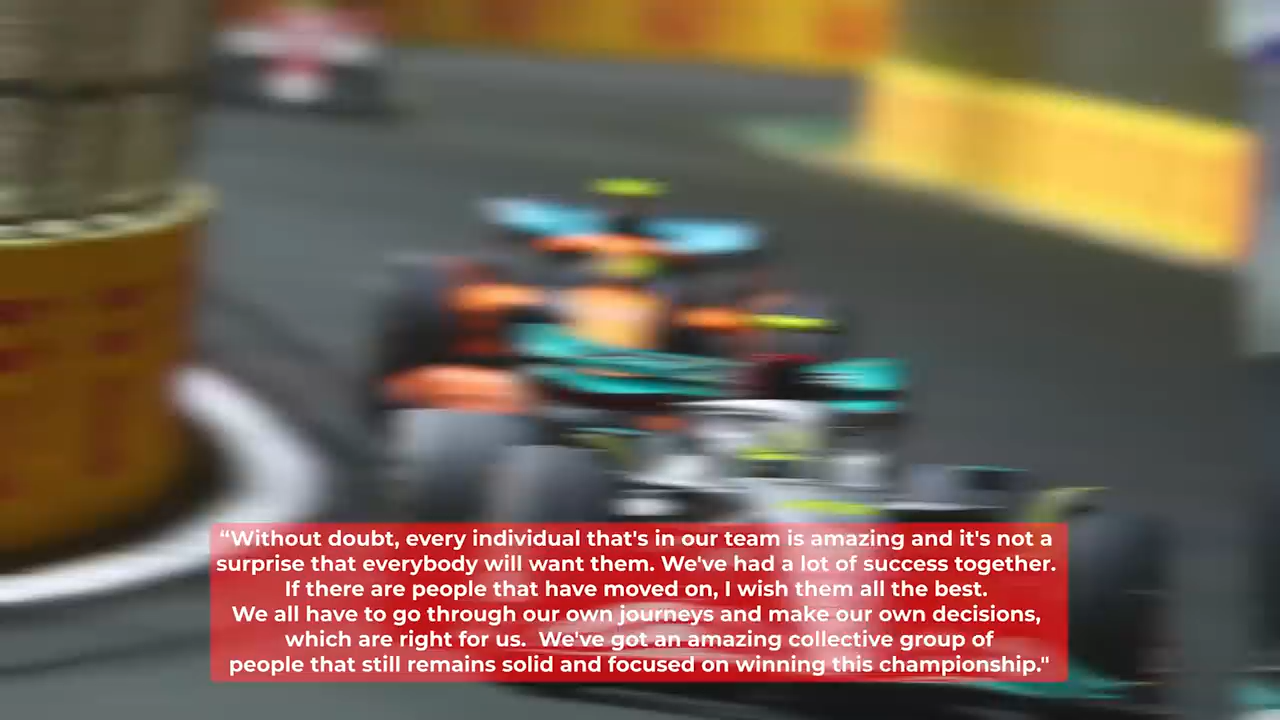 “Without doubt, every individual that's in our team is amazing and it's not a
surprise that everybody will want them. We've had a lot of success together.
If there are people that have moved on, I wish them all the best.
We all have to go through our own journeys and make our own decisions,
which are right for us.  We've got an amazing collective group of
people that still remains solid and focused on winning this championship."